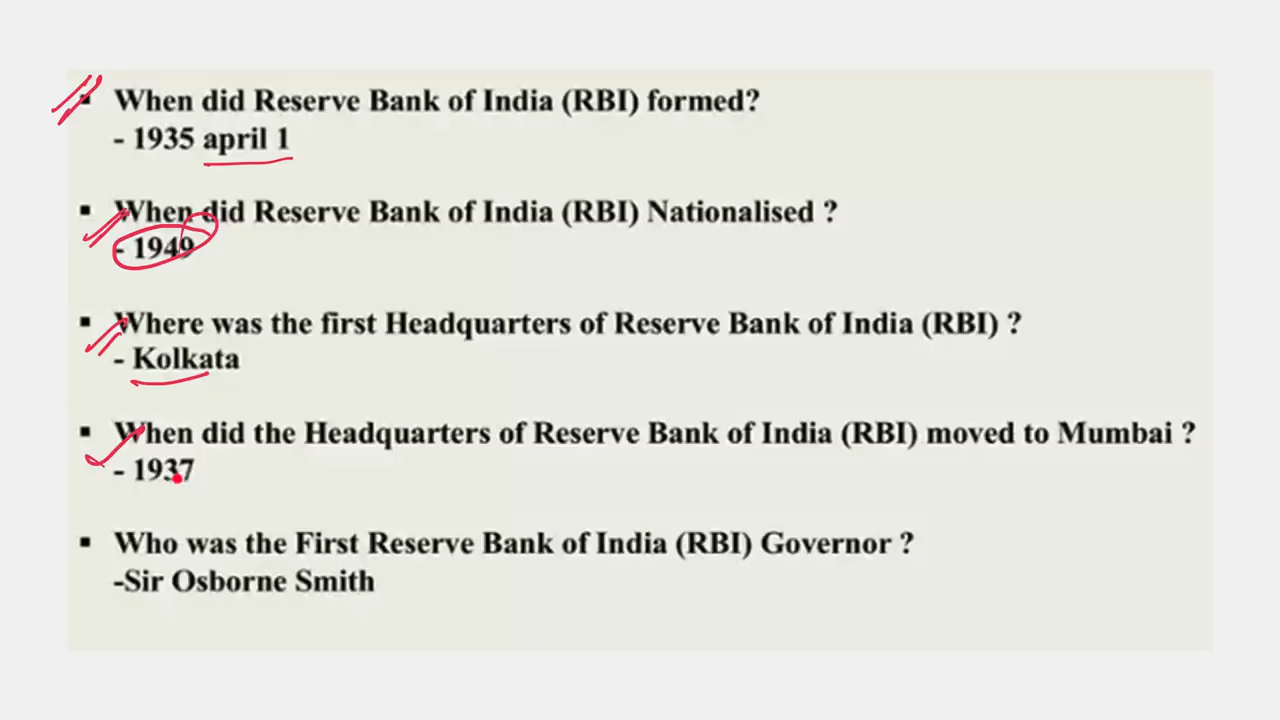 ▪ When did Reserve Bank of India (RBI) formed?
- 1935 april 1
▪ When did Reserve Bank of India (RBI) Nationalised ?
- 1949
▪ Where was the first Headquarters of Reserve Bank of India (RBI) ?
- Kolkata
▪ When did the Headquarters of Reserve Bank of India (RBI) moved to Mumbai ?
- 1937
▪ Who was the First Reserve Bank of India (RBI) Governor ?
-Sir Osborne Smith